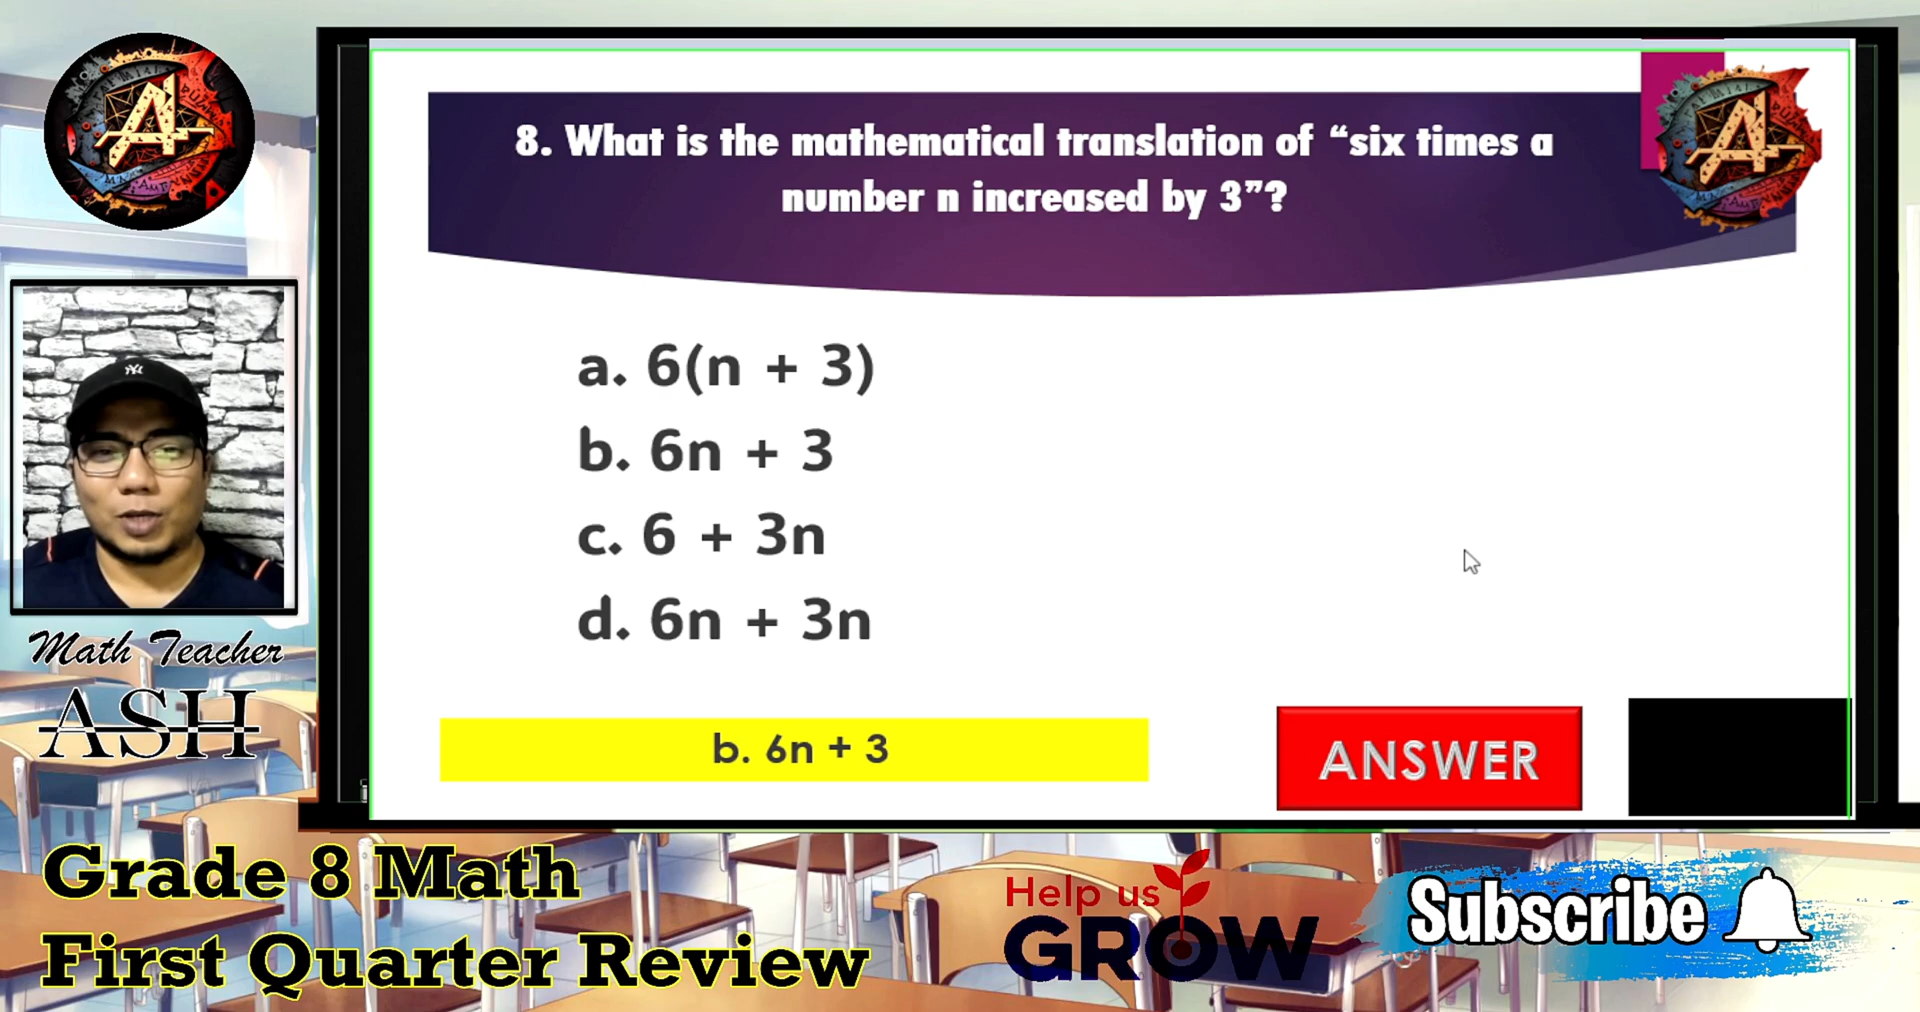 8. What is the mathematical translation of “six times a
number n increased by 3”?
a. 6(n + 3)
b. 6n + 3
c. 6 + 3n
d. 6n + 3n
b. 6n + 3
ANSWER
Math Teacher
ASH
Grade 8 Math
First Quarter Review
Help us
GROW
Subscribe